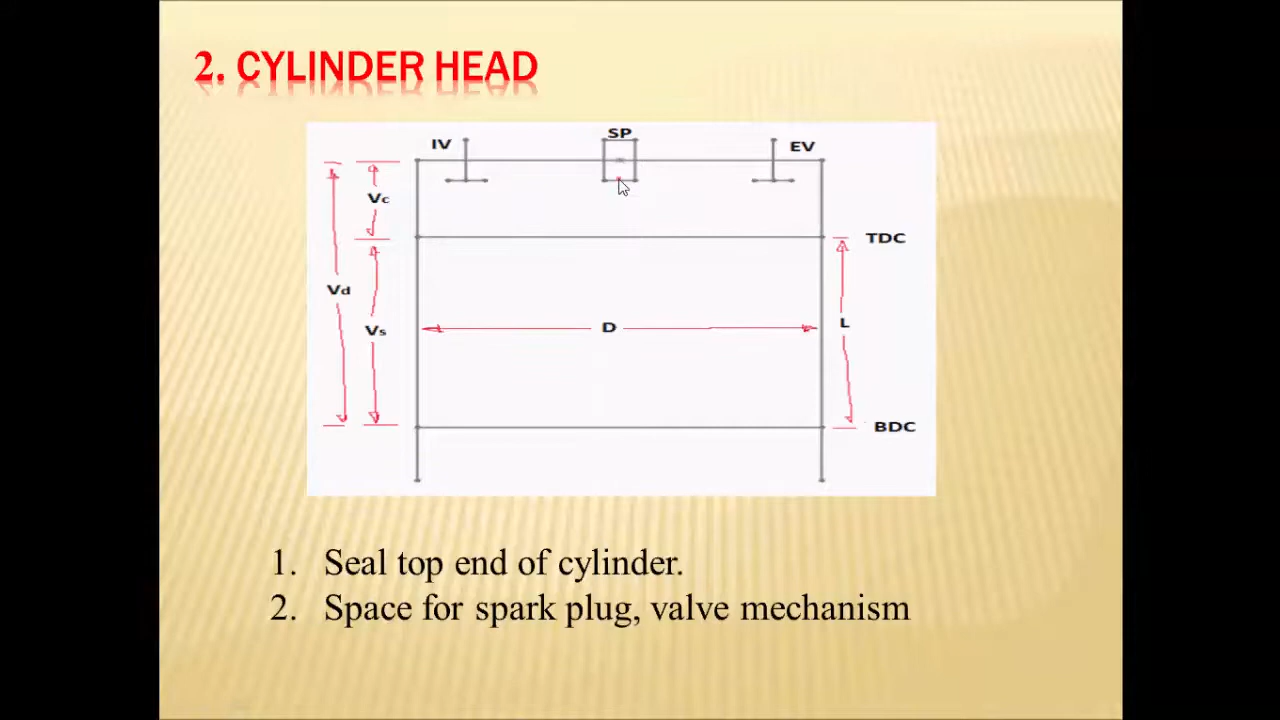 2. CYLINDER HEAD
IV SP EV
Vc
TDC
Vd
Vs D L
BDC
1. Seal top end of cylinder.
2. Space for spark plug, valve mechanism